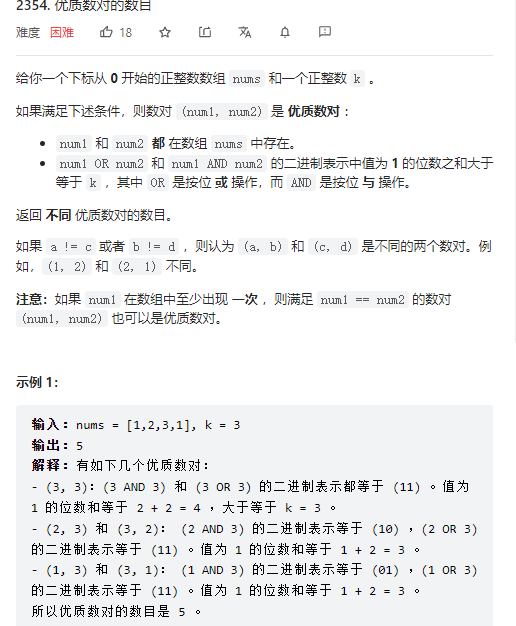 2354. 优质数对的数目
难度 困难 18
给你一个下标从 0 开始的正整数数组 nums 和一个正整数 k 。
如果满足下述条件，则数对 (num1, num2) 是 优质数对 ：
• num1 和 num2 都 在数组 nums 中存在。
• num1 OR num2 和 num1 AND num2 的二进制表示中值为 1 的位数之和大于
等于 k ，其中 OR 是按位 或 操作，而 AND 是按位 与 操作。
返回 不同 优质数对的数目。
如果 a != c 或者 b != d ，则认为 (a, b) 和 (c, d) 是不同的两个数对。例
如，(1, 2) 和 (2, 1) 不同。
注意：如果 num1 在数组中至少出现 一次 ，则满足 num1 == num2 的数对
(num1, num2) 也可以是优质数对。
示例 1：
输入：nums = [1,2,3,1], k = 3
输出：5
解释：有如下几个优质数对：
- (3, 3)：(3 AND 3) 和 (3 OR 3) 的二进制表示都等于 (11) 。值为
1 的位数和等于 2 + 2 = 4 ，大于等于 k = 3 。
- (2, 3) 和 (3, 2)： (2 AND 3) 的二进制表示等于 (10) ，(2 OR 3)
的二进制表示等于 (11) 。值为 1 的位数和等于 1 + 2 = 3 。
- (1, 3) 和 (3, 1)： (1 AND 3) 的二进制表示等于 (01) ，(1 OR 3)
的二进制表示等于 (11) 。值为 1 的位数和等于 1 + 2 = 3 。
所以优质数对的数目是 5 。